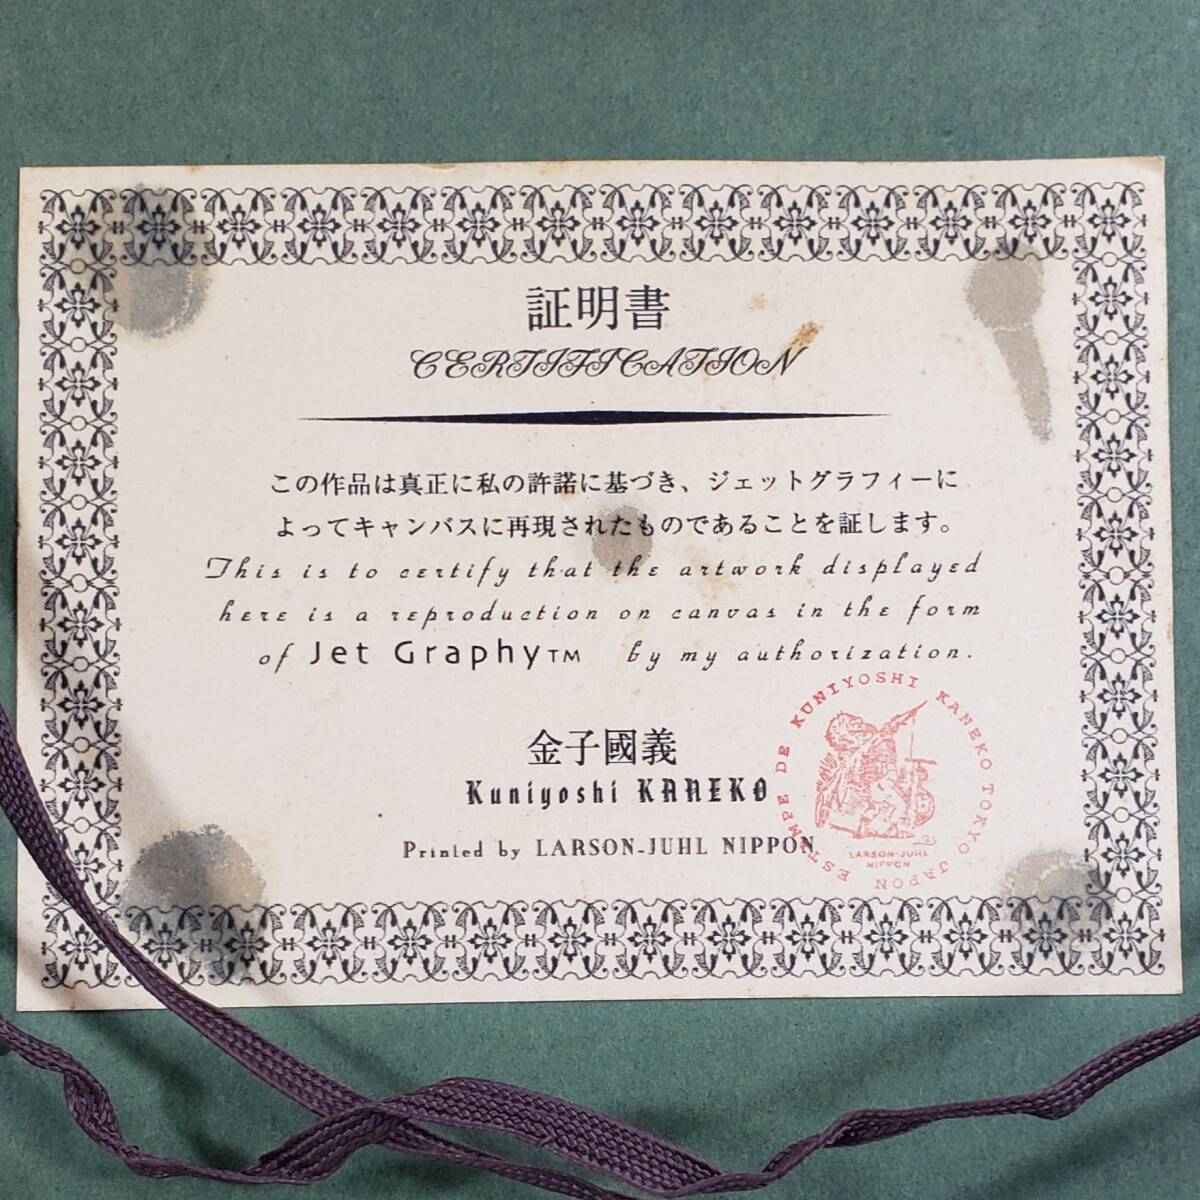 証明書
CERTIFICATION
この作品は真正に私の許諾に基づき、ジェットグラフィーに
よってキャンバスに再現されたものであることを証します。
This is to certify that the artwork displayed
here is a reproduction on canvas in the form
of Jet Graphy™ by my authorization.
金子國義
Kuniyoshi KANEKO
Printed by LARSON-JUHL NIPPON
ESTAMPE DE KUNIYOSHI KANEKO TOKYO JAPON
LARSON-JUHL
NIPPON